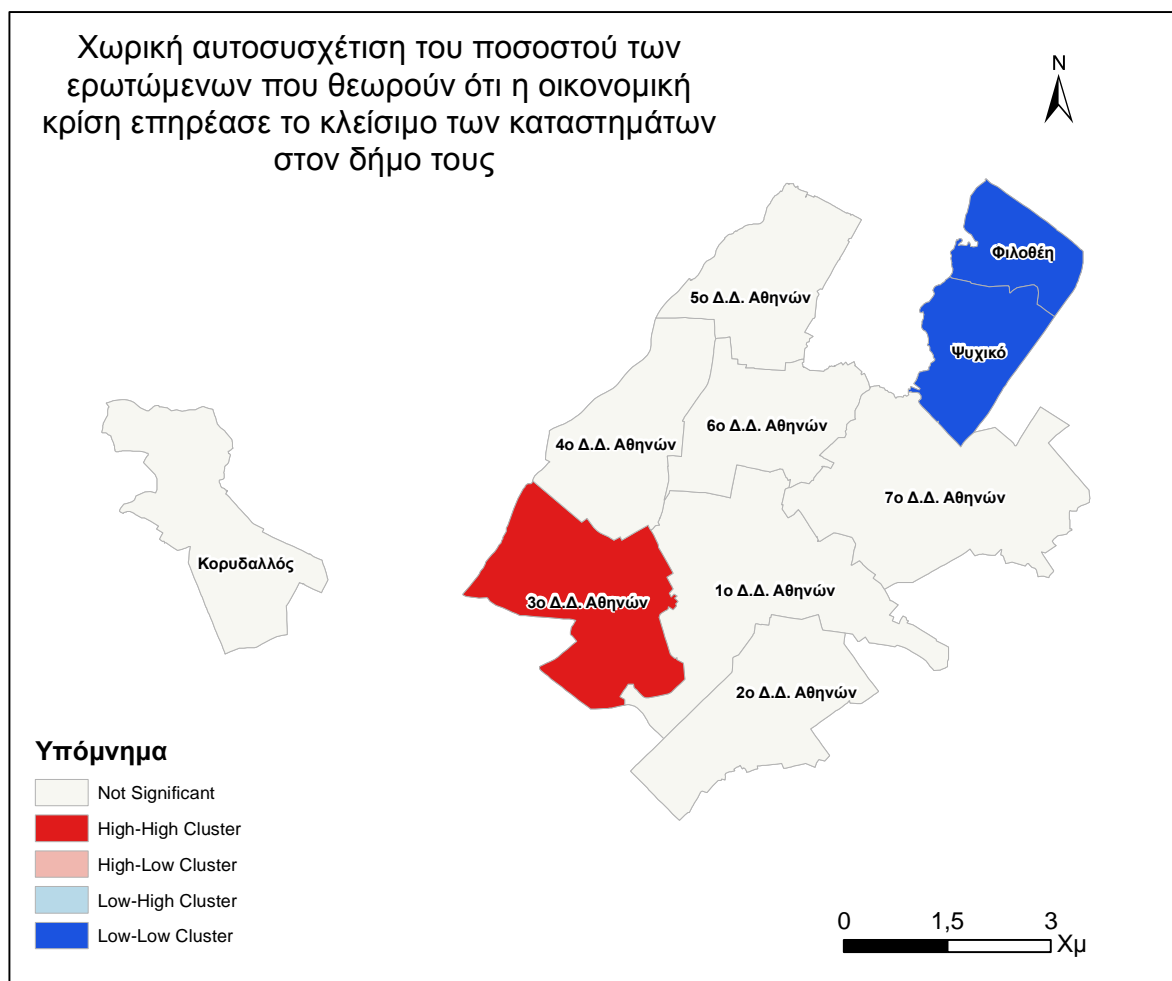 Χωρική αυτοσυσχέτιση του ποσοστού των
ερωτώμενων που θεωρούν ότι η οικονομική
κρίση επηρέασε το κλείσιμο των καταστημάτων
στον δήμο τους
N
Φιλοθέη
5ο Δ.Δ. Αθηνών
Ψυχικό
6ο Δ.Δ. Αθηνών
4ο Δ.Δ. Αθηνών
7ο Δ.Δ. Αθηνών
Κορυδαλλός
1ο Δ.Δ. Αθηνών
3ο Δ.Δ. Αθηνών
2ο Δ.Δ. Αθηνών
Υπόμνημα
Not Significant
High-High Cluster
High-Low Cluster
Low-High Cluster
Low-Low Cluster
0 1,5 3
Χμ